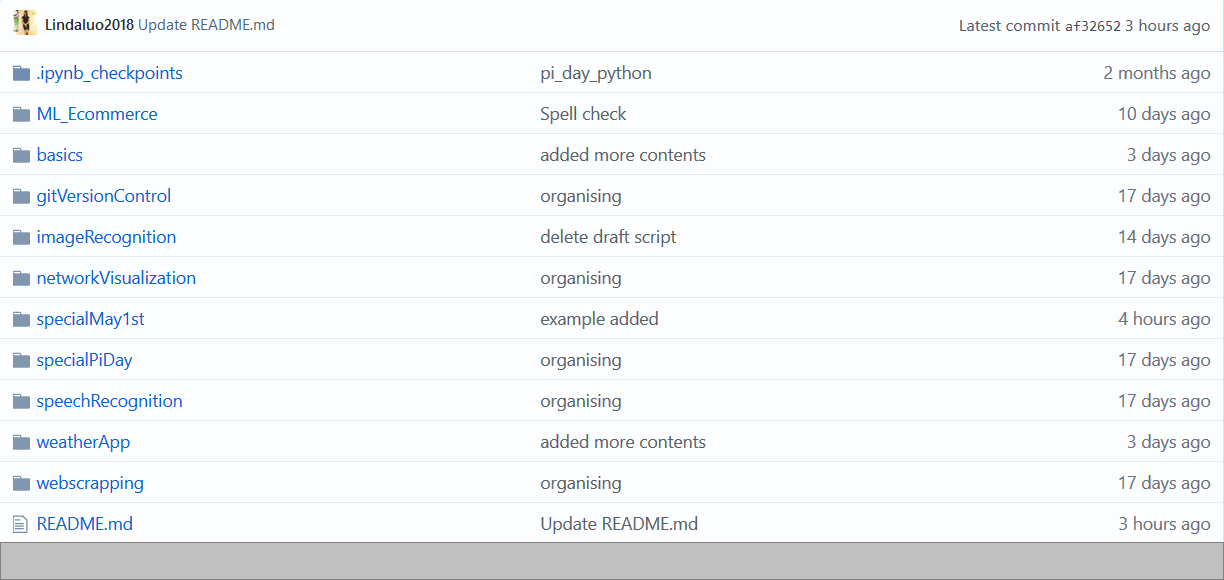 Lindaluo2018 Update README.md Latest commit af32652 3 hours ago
.ipynb_checkpoints pi_day_python 2 months ago
ML_Ecommerce Spell check 10 days ago
basics added more contents 3 days ago
gitVersionControl organising 17 days ago
imageRecognition delete draft script 14 days ago
networkVisualization organising 17 days ago
specialMay1st example added 4 hours ago
specialPiDay organising 17 days ago
speechRecognition organising 17 days ago
weatherApp added more contents 3 days ago
webscrapping organising 17 days ago
README.md Update README.md 3 hours ago